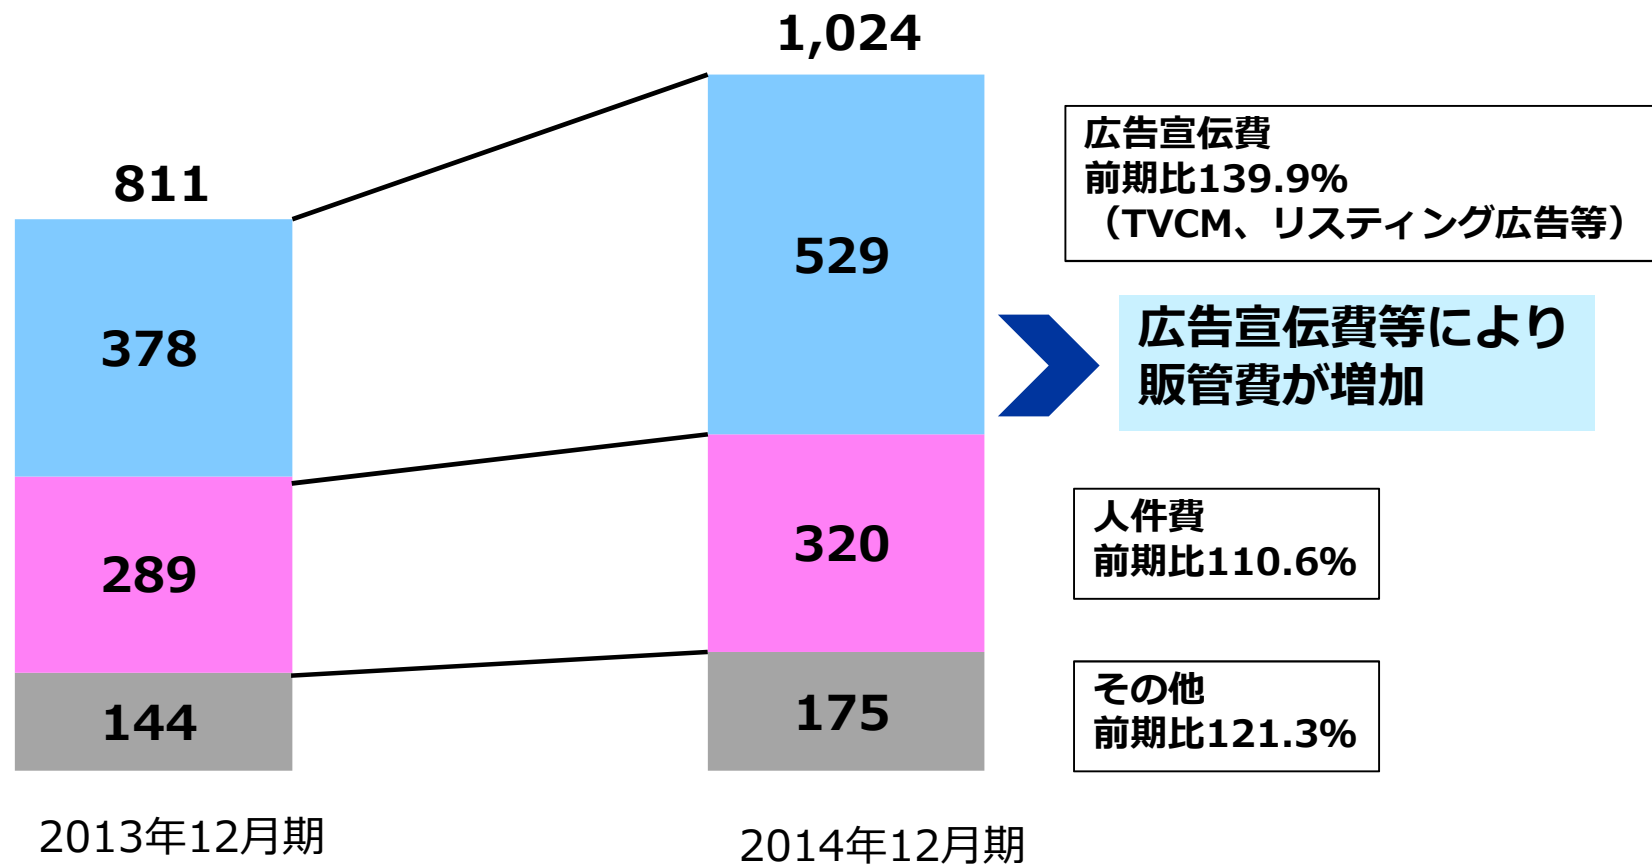 1,024
811
378
289
144
529
320
175
広告宣伝費
前期比139.9%
（TVCM、リスティング広告等）
広告宣伝費等により
販管費が増加
人件費
前期比110.6%
その他
前期比121.3%
2013年12月期
2014年12月期